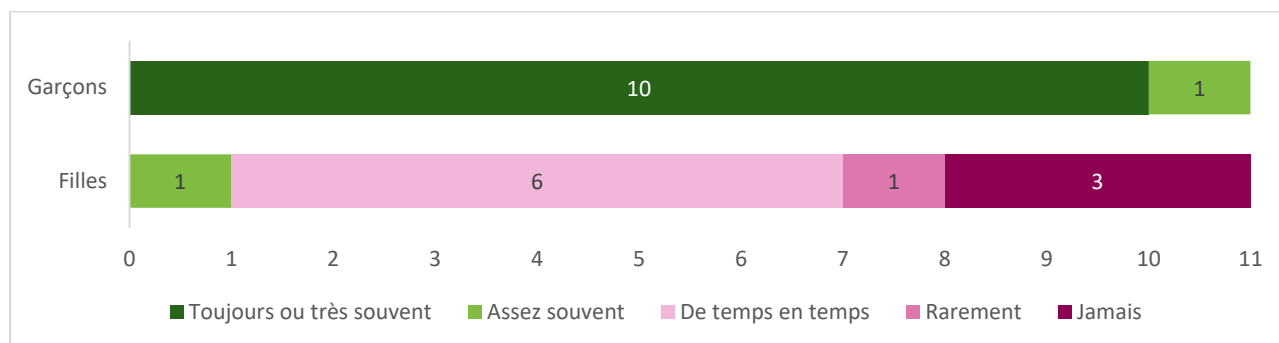 Garçons 10 1
Filles 1 6 1 3
0 1 2 3 4 5 6 7 8 9 10 11
Toujours ou très souvent Assez souvent De temps en temps Rarement Jamais